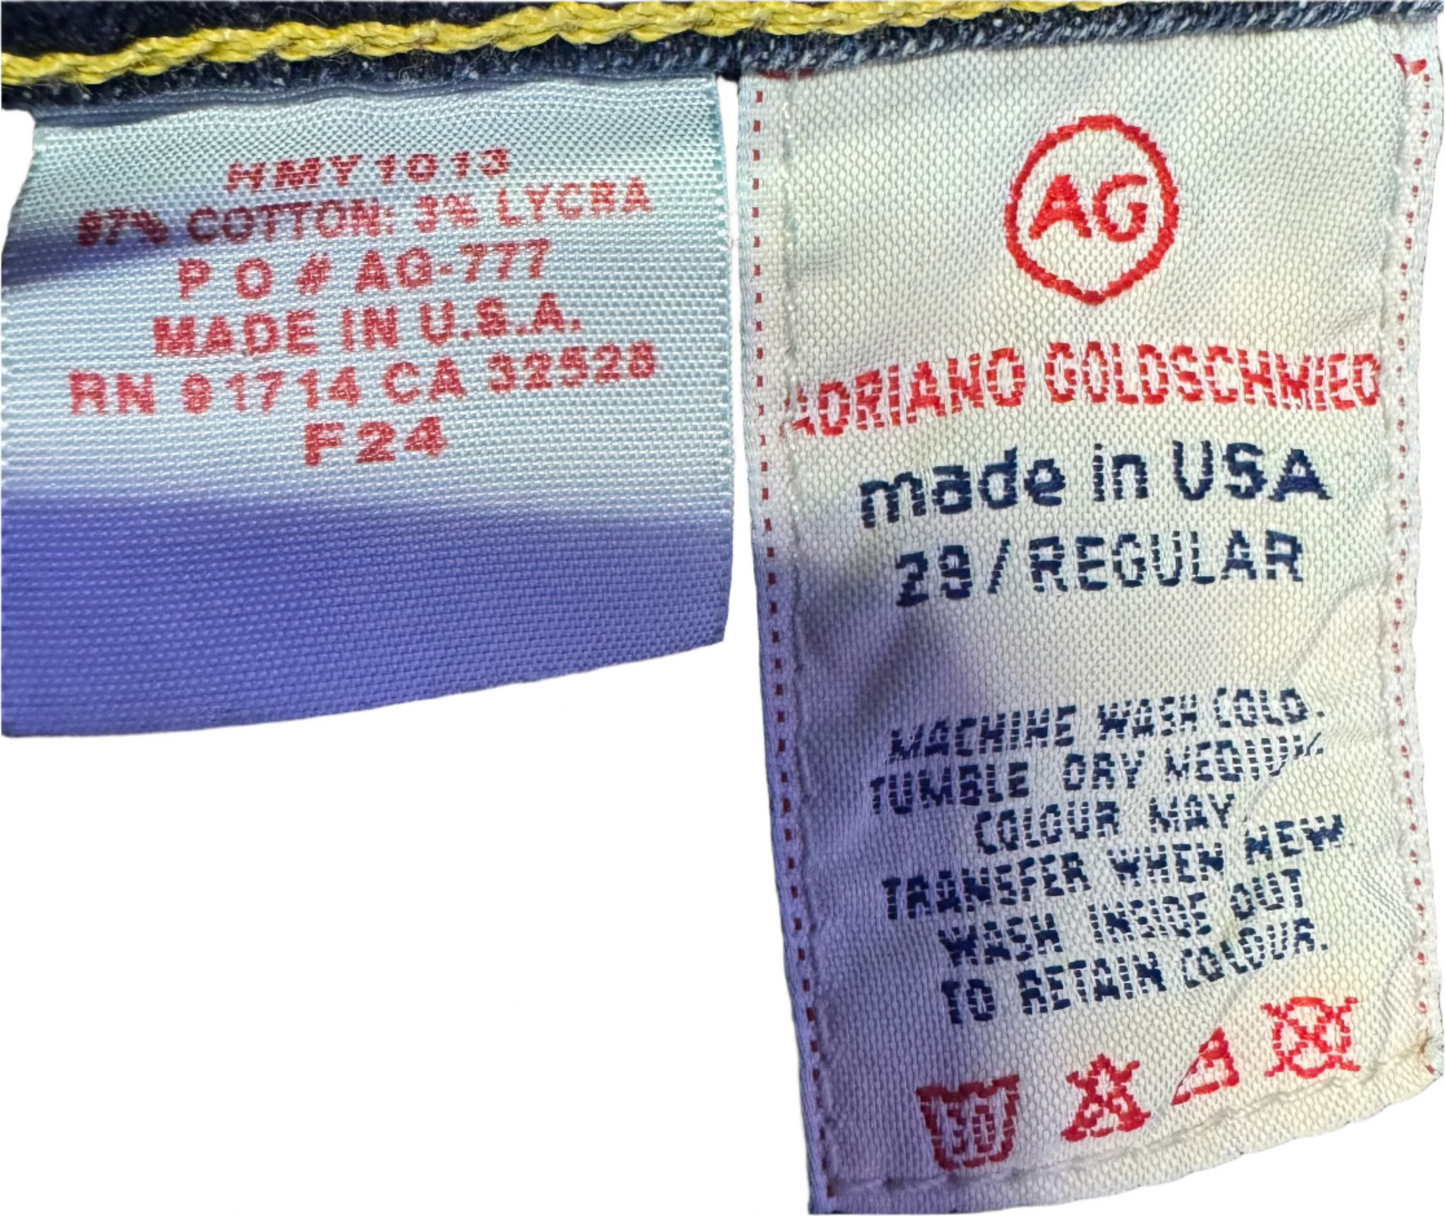 HMY1013
97% COTTON: 3% LYCRA
P O # AG-777
MADE IN U.S.A.
RN 91714 CA 32528
F24
AG
ADRIANO GOLDSCHMIED
made in USA
29/REGULAR
MACHINE WASH COLD.
TUMBLE DRY MEDIUM.
COLOUR MAY
TRANSFER WHEN NEW.
WASH INSIDE OUT
TO RETAIN COLOUR.
30